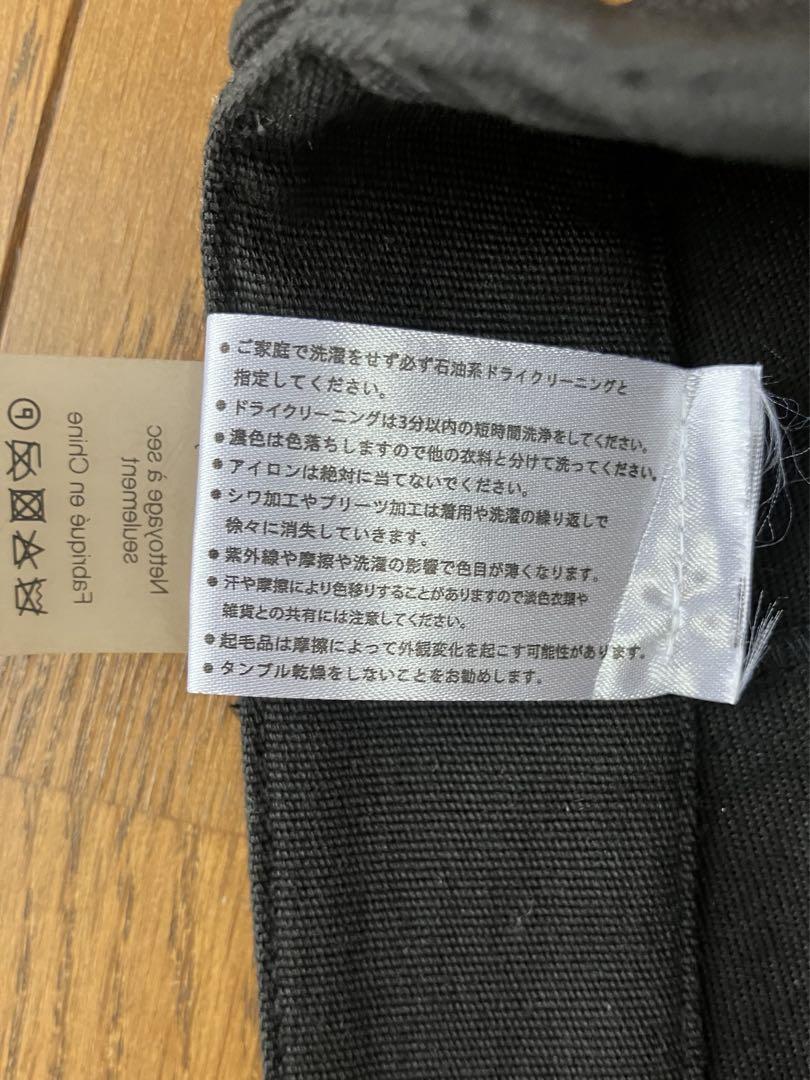 ● ご家庭で洗濯をせず必ず石油系ドライクリーニングと
指定してください。
● ドライクリーニングは3分以内の短時間洗浄をしてください。
● 濃色は色落ちしますので他の衣料と分けて洗ってください。
● アイロンは絶対に当てないでください。
● シワ加工やプリーツ加工は着用や洗濯の繰り返しで
徐々に消失していきます。
● 紫外線や摩擦や洗濯の影響で色目が薄くなります。
● 汗や摩擦により色移りすることがありますので淡色衣類や
雑貨との共有には注意してください。
● 起毛品は摩擦によって外観変化を起こす可能性があります。
● タンブル乾燥をしないことをお勧めします。
Nettoyage à sec
seulement
Fabriquée en Chine
P